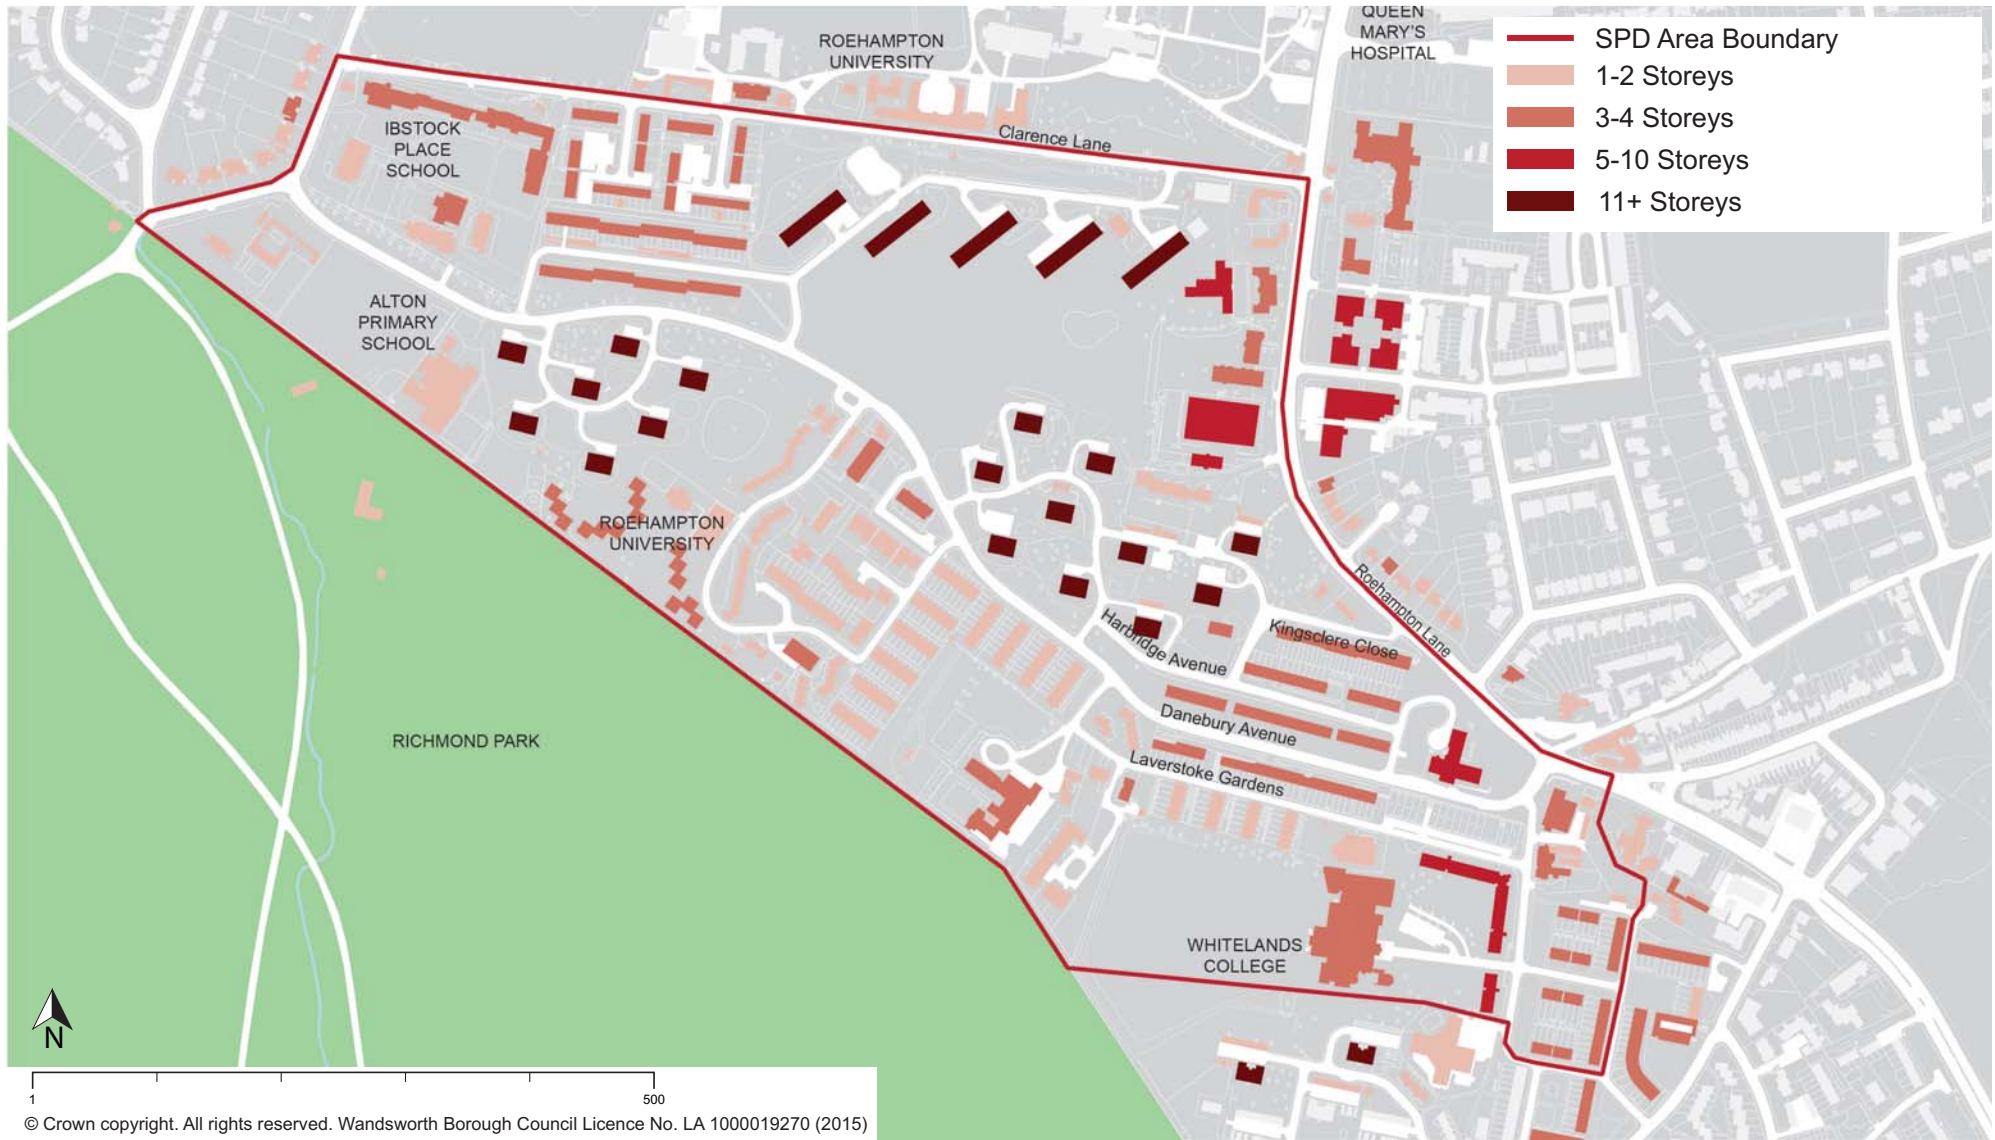 ROEHAMPTON
UNIVERSITY
QUEEN
MARY'S
HOSPITAL
SPD Area Boundary
1-2 Storeys
3-4 Storeys
5-10 Storeys
11+ Storeys
IBSTOCK
PLACE
SCHOOL
Clarence Lane
ALTON
PRIMARY
SCHOOL
ROEHAMPTON
UNIVERSITY
Roehampton Lane
Harbridge Avenue
Kingsclere Close
Danebury Avenue
Laverstoke Gardens
RICHMOND PARK
WHITELANDS
COLLEGE
N
1 500
© Crown copyright. All rights reserved. Wandsworth Borough Council Licence No. LA 1000019270 (2015)